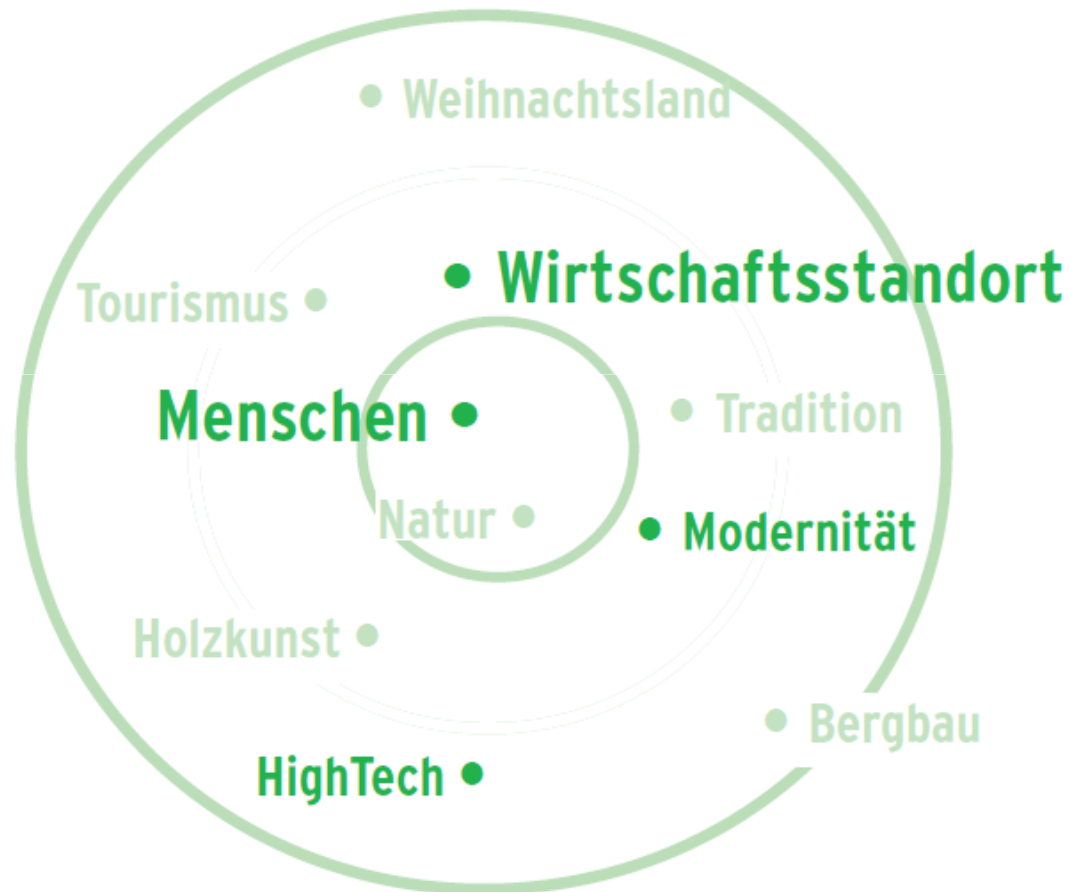 Weihnachtsland
Wirtschaftsstandort
Tourismus
Menschen
Tradition
Natur
Modernität
Holzkunst
Bergbau
HighTech